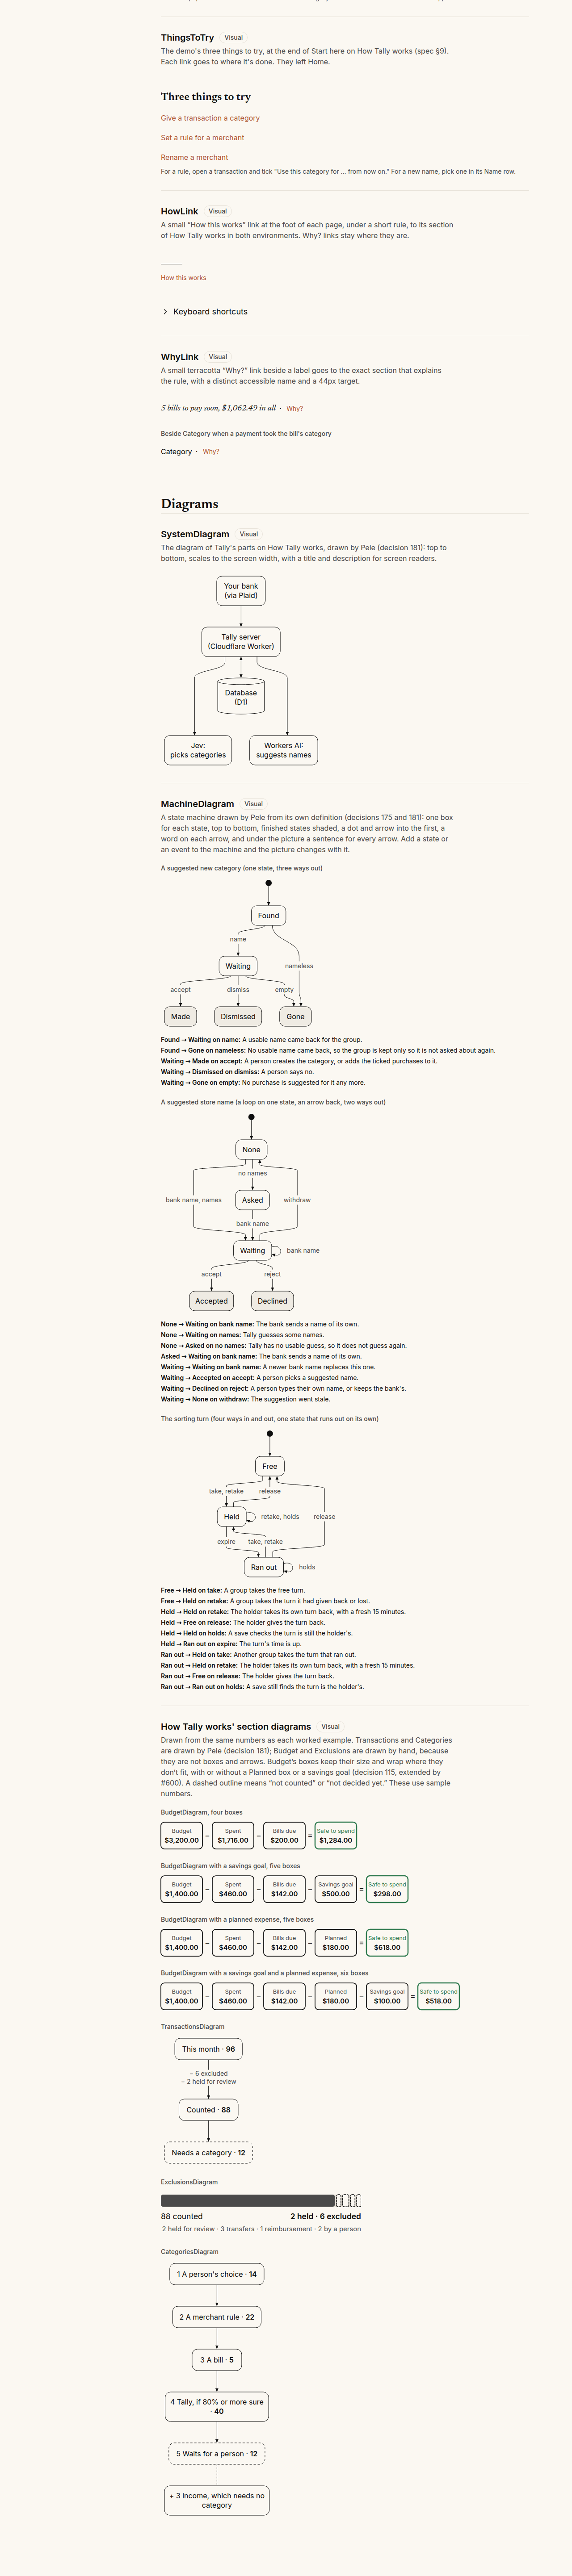 ThingsToTry Visual
The demo's three things to try, at the end of Start here on How Tally works (spec §9).
Each link goes to where it's done. They left Home.
Three things to try
Give a transaction a category
Set a rule for a merchant
Rename a merchant
For a rule, open a transaction and tick "Use this category for ... from now on." For a new name, pick one in its Name row.
HowLink Visual
A small "How this works" link at the foot of each page, under a short rule, to its section
of How Tally works in both environments. Why? links stay where they are.
How this works
Keyboard shortcuts
WhyLink Visual
A small terracotta “Why?” link beside a label goes to the exact section that explains
the rule, with a distinct accessible name and a 44px target.
5 bills to pay soon, $1,062.49 in all · Why?
Beside Category when a payment took the bill's category
Category · Why?
Diagrams
SystemDiagram Visual
The diagram of Tally's parts on How Tally works, drawn by Pele (decision 181): top to
bottom, scales to the screen width, with a title and description for screen readers.
Your bank
(via Plaid)
Tally server
(Cloudflare Worker)
Database
(D1)
Jev:
picks categories
Workers AI:
suggests names
MachineDiagram Visual
A state machine drawn by Pele from its own definition (decisions 175 and 181): one box
for each state, top to bottom, finished states shaded, a dot and arrow into the first, a
word on each arrow, and under the picture a sentence for every arrow. Add a state or
an event to the machine and the picture changes with it.
A suggested new category (one state, three ways out)
Found
name
Waiting
nameless
accept
dismiss
empty
Made
Dismissed
Gone
Found → Waiting on name: A usable name came back for the group.
Found → Gone on nameless: No usable name came back, so the group is kept only so it is not asked about again.
Waiting → Made on accept: A person creates the category, or adds the ticked purchases to it.
Waiting → Dismissed on dismiss: A person says no.
Waiting → Gone on empty: No purchase is suggested for it any more.
A suggested store name (a loop on one state, an arrow back, two ways out)
None
no names
bank name, names
Asked
withdraw
bank name
Waiting
bank name
accept
reject
Accepted
Declined
None → Waiting on bank name: The bank sends a name of its own.
None → Waiting on names: Tally guesses some names.
None → Asked on no names: Tally has no usable guess, so it does not guess again.
Asked → Waiting on bank name: The bank sends a name of its own.
Waiting → Waiting on bank name: A newer bank name replaces this one.
Waiting → Accepted on accept: A person picks a suggested name.
Waiting → Declined on reject: A person types their own name, or keeps the bank's.
Waiting → None on withdraw: The suggestion went stale.
The sorting turn (four ways in and out, one state that runs out on its own)
Free
take, retake
release
Held
retake, holds
release
expire
take, retake
Ran out
holds
Free → Held on take: A group takes the free turn.
Free → Held on retake: A group takes the turn it had given back or lost.
Held → Held on retake: The holder takes its own turn back, with a fresh 15 minutes.
Held → Free on release: The holder gives the turn back.
Held → Held on holds: A save checks the turn is still the holder's.
Held → Ran out on expire: The turn's time is up.
Ran out → Held on take: Another group takes the turn that ran out.
Ran out → Held on retake: The holder takes its own turn back, with a fresh 15 minutes.
Ran out → Free on release: The holder gives the turn back.
Ran out → Ran out on holds: A save still finds the turn is the holder's.
How Tally works' section diagrams Visual
Drawn from the same numbers as each worked example. Transactions and Categories
are drawn by Pele (decision 181); Budget and Exclusions are drawn by hand, because
they are not boxes and arrows. Budget's boxes keep their size and wrap where they
don't fit, with or without a Planned box or a savings goal (decision 115, extended by
#600). A dashed outline means “not counted” or “not decided yet.” These use sample
numbers.
BudgetDiagram, four boxes
Budget Spent Bills due Safe to spend
$3,200.00 – $1,716.00 – $200.00 = $1,284.00
BudgetDiagram with a savings goal, five boxes
Budget Spent Bills due Savings goal Safe to spend
$1,400.00 – $460.00 – $142.00 – $500.00 = $298.00
BudgetDiagram with a planned expense, five boxes
Budget Spent Bills due Planned Safe to spend
$1,400.00 – $460.00 – $142.00 – $180.00 = $618.00
BudgetDiagram with a savings goal and a planned expense, six boxes
Budget Spent Bills due Planned Savings goal Safe to spend
$1,400.00 – $460.00 – $142.00 – $180.00 – $100.00 = $518.00
TransactionsDiagram
This month · 96
− 6 excluded
− 2 held for review
Counted · 88
Needs a category · 12
ExclusionsDiagram
88 counted 2 held · 6 excluded
2 held for review · 3 transfers · 1 reimbursement · 2 by a person
CategoriesDiagram
1 A person's choice · 14
2 A merchant rule · 22
3 A bill · 5
4 Tally, if 80% or more sure
· 40
5 Waits for a person · 12
+ 3 income, which needs no
category